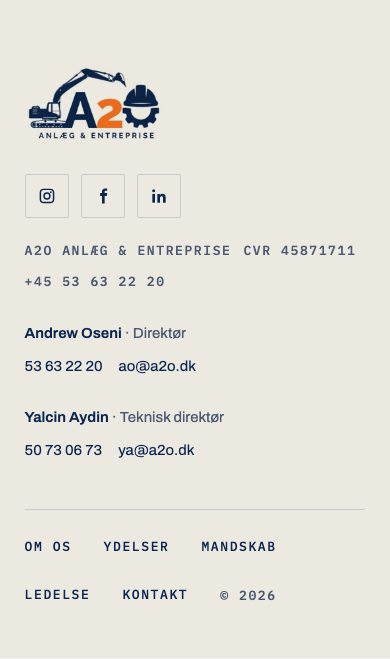 A2O
ANLÆG & ENTREPRISE
A2O ANLÆG & ENTREPRISE CVR 45871711
+45 53 63 22 20
Andrew Oseni · Direktør
53 63 22 20 ao@a2o.dk
Yalcin Aydin · Teknisk direktør
50 73 06 73 ya@a2o.dk
OM OS YDELSER MANDSKAB
LEDELSE KONTAKT © 2026